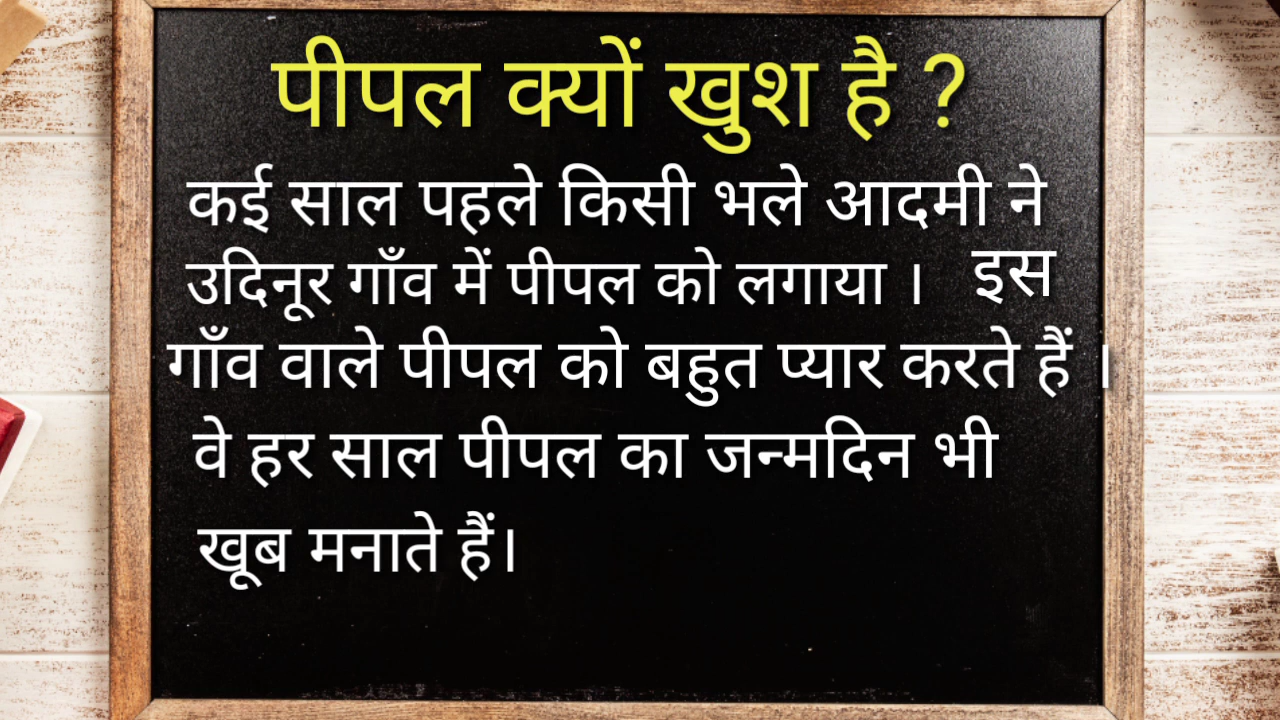 पीपल क्यों खुश है ?
कई साल पहले किसी भले आदमी ने
उदिनूर गाँव में पीपल को लगाया । इस
गाँव वाले पीपल को बहुत प्यार करते हैं ।
वे हर साल पीपल का जन्मदिन भी
खूब मनाते हैं।